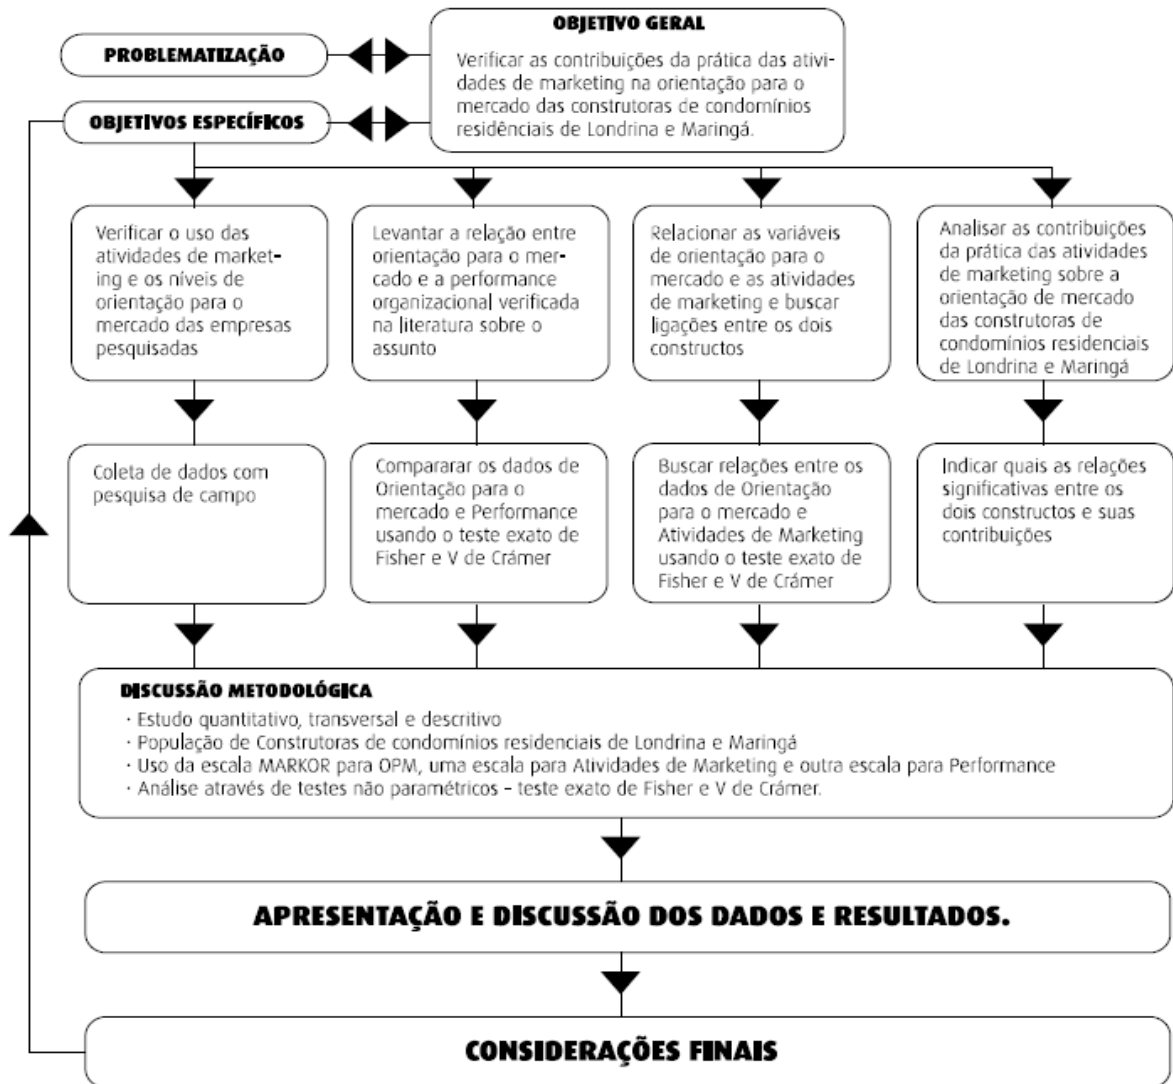 PROBLEMATIZAÇÃO
OBJETIVO GERAL
Verificar as contribuições da prática das ativi-
dades de marketing na orientação para o
mercado das construtoras de condomínios
residênciais de Londrina e Maringá.
OBJETIVOS ESPECÍFICOS
Verificar o uso das
atividades de market-
ing e os níveis de
orientação para o
mercado das empresas
pesquisadas
Levantar a relação entre
orientação para o mer-
cado e a performance
organizacional verificada
na literatura sobre o
assunto
Relacionar as variáveis
de orientação para o
mercado e as atividades
de marketing e buscar
ligações entre os dois
constructos
Analisar as contribuições
da prática das atividades
de marketing sobre a
orientação de mercado
das construtoras de
condomínios residenciais
de Londrina e Maringá
Coleta de dados com
pesquisa de campo
Compararar os dados de
Orientação para o
mercado e Performance
usando o teste exato de
Fisher e V de Crámer
Buscar relações entre os
dados de Orientação
para o mercado e
Atividades de Marketing
usando o teste exato de
Fisher e V de Crámer
Indicar quais as relações
significativas entre os
dois constructos e suas
contribuições
DISCUSSÃO METODOLÓGICA
· Estudo quantitativo, transversal e descritivo
· População de Construtoras de condomínios residenciais de Londrina e Maringá
· Uso da escala MARKOR para OPM, uma escala para Atividades de Marketing e outra escala para Performance
· Análise através de testes não paramétricos – teste exato de Fisher e V de Crámer.
APRESENTAÇÃO E DISCUSSÃO DOS DADOS E RESULTADOS.
CONSIDERAÇÕES FINAIS